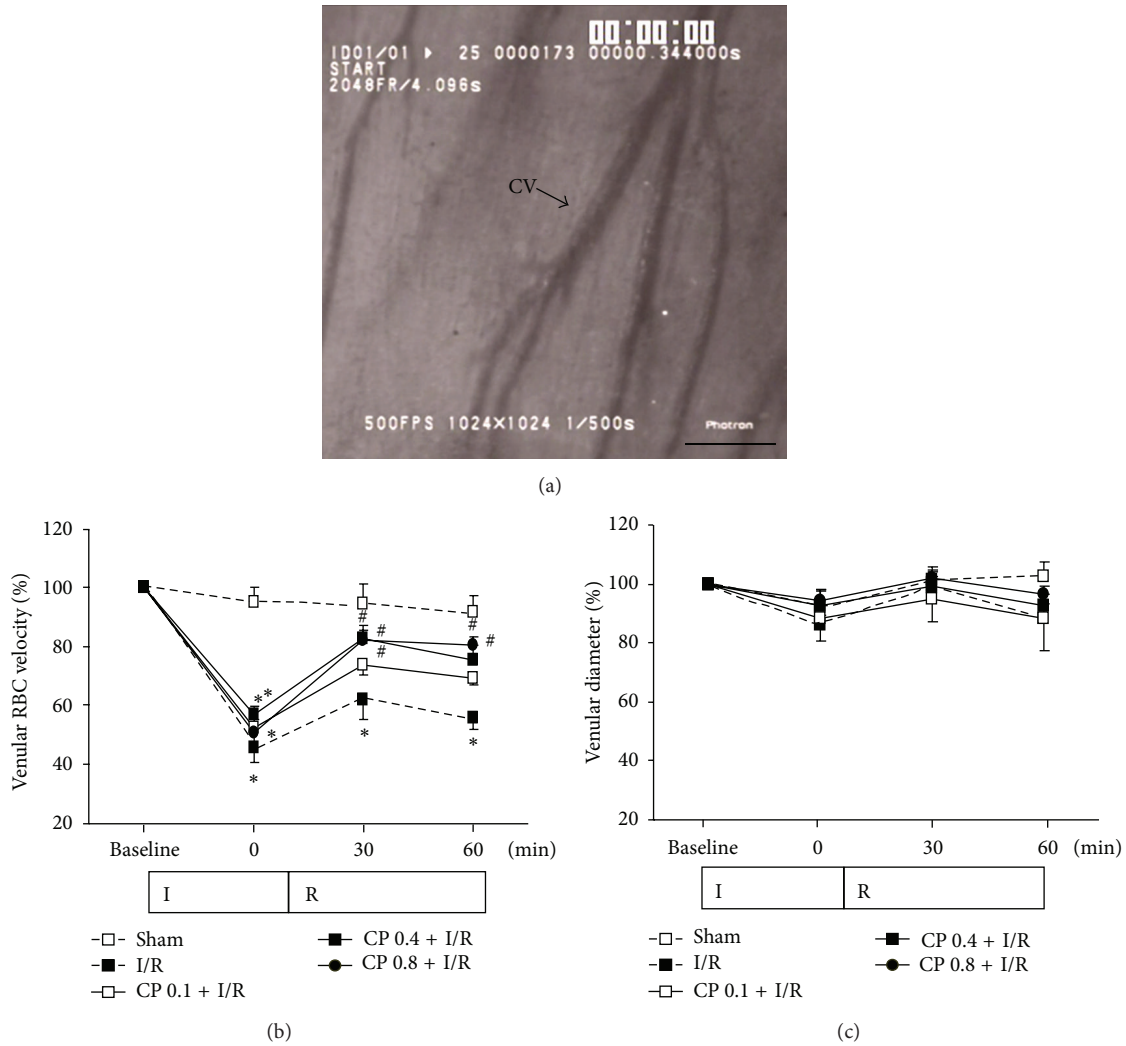 00:00:00
ID01/01 ▶ 25 0000173 00000.344000s
START
2048FR/4.096s
CV
500FPS 1024×1024 1/500s
Photron
(a)
120
100
80
60
40
20
Venular RBC velocity (%)
# # # # #
* * * * * *
Baseline 0 30 60 (min)
I R
Sham
I/R
CP 0.1 + I/R
CP 0.4 + I/R
CP 0.8 + I/R
(b)
120
100
80
60
40
20
Venular diameter (%)
Baseline 0 30 60 (min)
I R
Sham
I/R
CP 0.1 + I/R
CP 0.4 + I/R
CP 0.8 + I/R
(c)